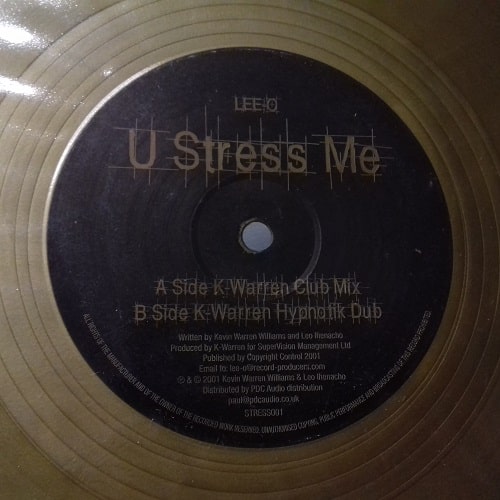 LEE-O
U Stress Me
A Side K-Warren Club Mix
B Side K-Warren Hypnotik Dub
Written by Kevin Warren Williams and Leo Ihenacho
Produced by K-Warren for SuperVision Management Ltd
Published by Copyright Control 2001
Email to: lee-o@record-producers.com
℗ & © 2001 Kevin Warren Williams & Leo Ihenacho
Distributed by PDC Audio distribution
paul@pdcaudio.co.uk
STRESS001
ALL RIGHTS OF THE MANUFACTURER AND OF THE OWNER OF THE RECORDED WORK RESERVED. UNAUTHORISED COPYING, PUBLIC PERFORMANCE AND BROADCASTING OF THIS RECORD PROHIBITED